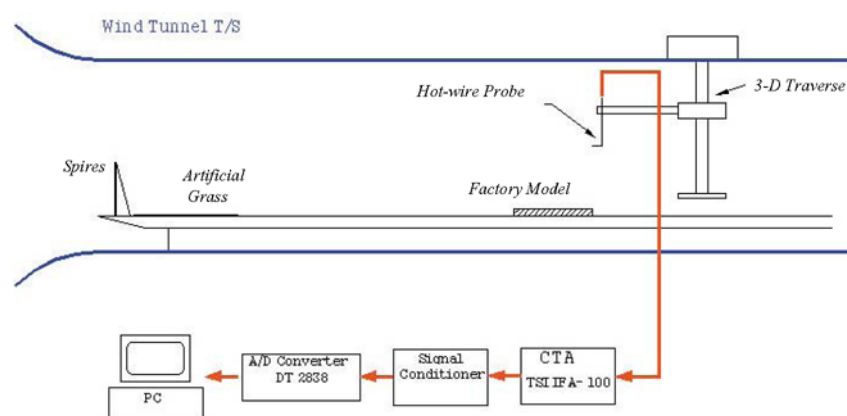 Wind Tunnel T/S
3-D Traverse
Hot-wire Probe
Spires
Artificial
Grass
Factory Model
A/D Converter
DT 2838
Signal
Conditioner
CTA
TSI IFA-100
PC